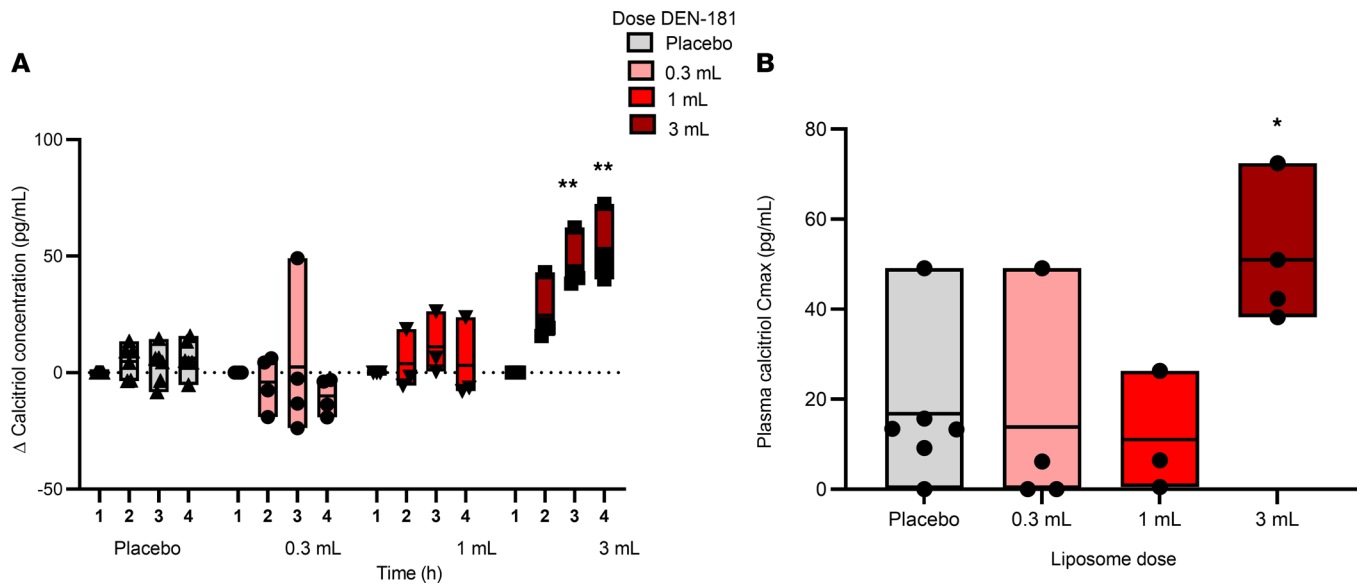 Dose DEN-181
Placebo
0.3 mL
1 mL
3 mL
A
Δ Calcitriol concentration (pg/mL)
100
50
0
-50
** **
1 2 3 4 1 2 3 4 1 2 3 4 1 2 3 4
Placebo 0.3 mL 1 mL 3 mL
Time (h)
B
Plasma calcitriol Cmax (pg/mL)
80
60
40
20
0
*
Placebo 0.3 mL 1 mL 3 mL
Liposome dose